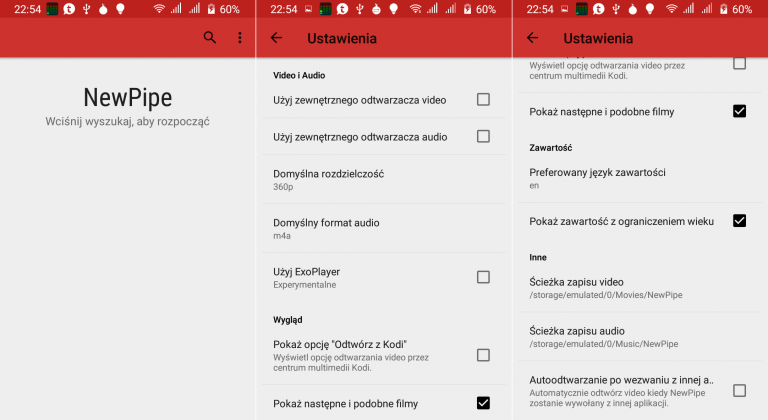 22:54 60%
NewPipe
Wciśnij wyszukaj, aby rozpocząć
22:54 60%
Ustawienia
Video i Audio
Użyj zewnętrznego odtwarzacza video
Użyj zewnętrznego odtwarzacza audio
Domyślna rozdzielczość
360p
Domyślny format audio
m4a
Użyj ExoPlayer
Experymentalne
Wygląd
Pokaż opcję "Odtwórz z Kodi"
Wyświetl opcję odtwarzania video przez
centrum multimedii Kodi.
Pokaż następne i podobne filmy
22:54 60%
Ustawienia
Wyświetl opcję odtwarzania video przez
centrum multimedii Kodi.
Pokaż następne i podobne filmy
Zawartość
Preferowany język zawartości
en
Pokaż zawartość z ograniczeniem wieku
Inne
Ścieżka zapisu video
/storage/emulated/0/Movies/NewPipe
Ścieżka zapisu audio
/storage/emulated/0/Music/NewPipe
Autoodtwarzanie po wezwaniu z innej a..
Automatycznie odtwórz video kiedy NewPipe
zostanie wywołany z innej aplikacji.